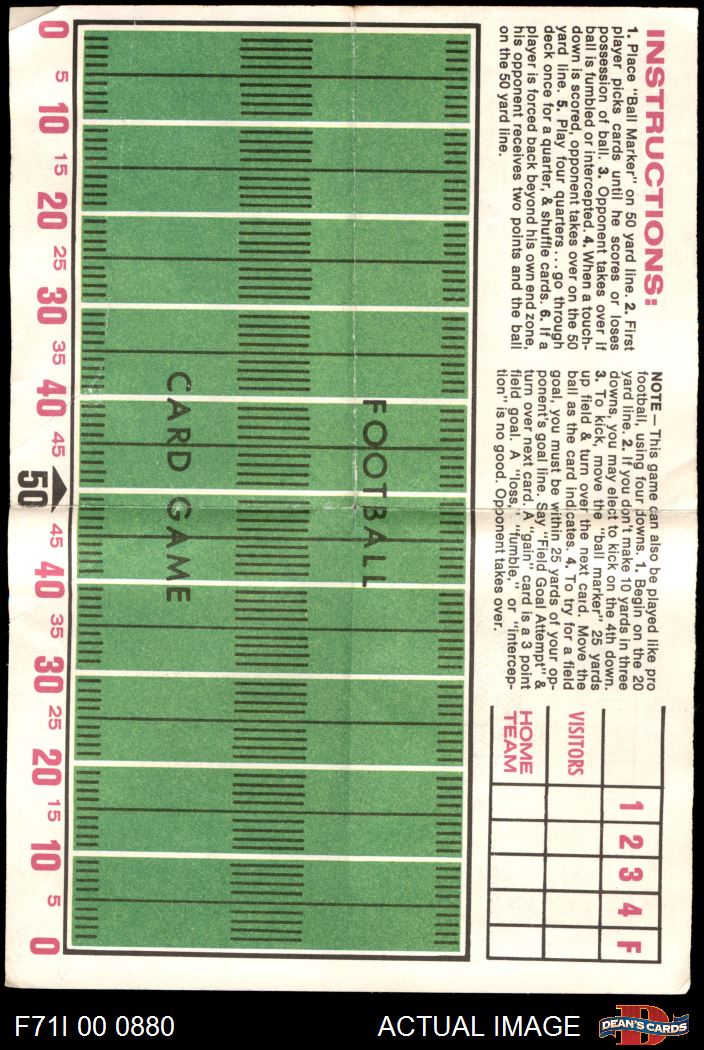 INSTRUCTIONS:
1. Place "Ball Marker" on 50 yard line. 2. First
player picks cards until he scores or loses
possession of ball. 3. Opponent takes over if
ball is fumbled or intercepted. 4. When a touch-
down is scored, opponent takes over on the 50
yard line. 5. Play four quarters . . . go through
deck once for a quarter, & shuffle cards. 6. If a
player is forced back beyond his own end zone,
his opponent receives two points and the ball
on the 50 yard line.
NOTE — This game can also be played like pro
football, using four downs. 1. Begin on the 20
yard line. 2. If you don't make 10 yards in three
downs, you may elect to kick on the 4th down.
3. To kick, move the "ball marker" 25 yards
up field & turn over the next card. Move the
ball as the card indicates. 4. To try for a field
goal, you must be within 25 yards of your op-
ponent's goal line. Say "Field Goal Attempt" &
turn over next card. A "gain" card is a 3 point
field goal. A "loss," "fumble," or "intercep-
tion" is no good. Opponent takes over.
1 2 3 4 F
VISITORS
HOME
TEAM
FOOTBALL
CARD GAME
0 5 10 15 20 25 30 35 40 45 50 45 40 35 30 25 20 15 10 5 0
F71I 00 0880
ACTUAL IMAGE
D
DEAN'S CARDS